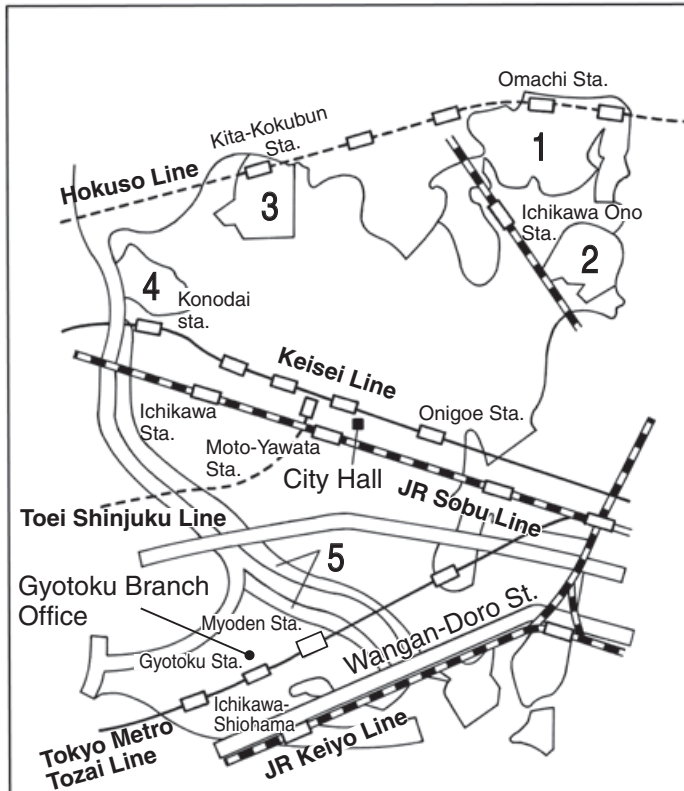 Omachi Sta.
Kita-Kokubun
Sta.
1
Hokuso Line
3
Ichikawa Ono
Sta.
2
4
Konodai
sta.
Keisei Line
Ichikawa
Sta.
Onigoe Sta.
Moto-Yawata
Sta.
City Hall
JR Sobu Line
Toei Shinjuku Line
5
Gyotoku Branch
Office
Myoden Sta.
Wangan-Doro St.
Gyotoku Sta.
Ichikawa-
Shiohama
Tokyo Metro
Tozai Line
JR Keiyo Line